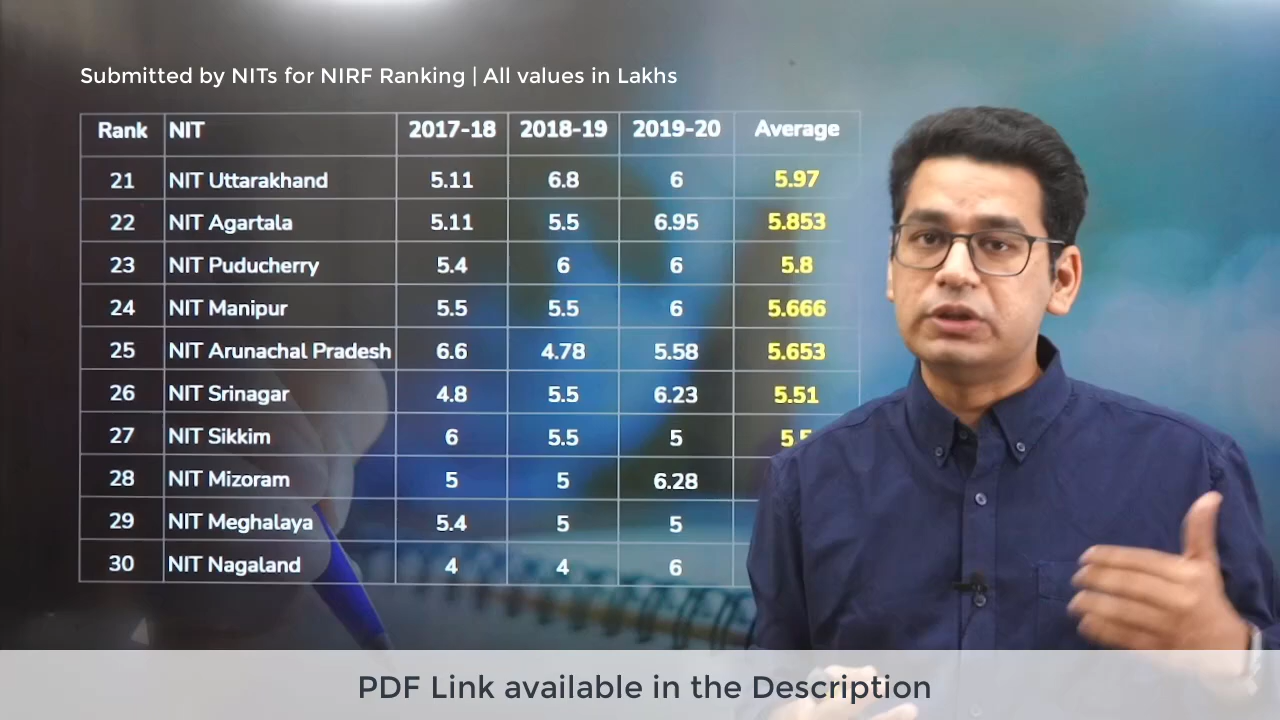 Submitted by NITs for NIRF Ranking | All values in Lakhs
Rank NIT 2017-18 2018-19 2019-20 Average
21 NIT Uttarakhand 5.11 6.8 6 5.97
22 NIT Agartala 5.11 5.5 6.95 5.853
23 NIT Puducherry 5.4 6 6 5.8
24 NIT Manipur 5.5 5.5 6 5.666
25 NIT Arunachal Pradesh 6.6 4.78 5.58 5.653
26 NIT Srinagar 4.8 5.5 6.23 5.51
27 NIT Sikkim 6 5.5 5
28 NIT Mizoram 5 5 6.28
29 NIT Meghalaya 5.4 5 5
30 NIT Nagaland 4 4 6
PDF Link available in the Description